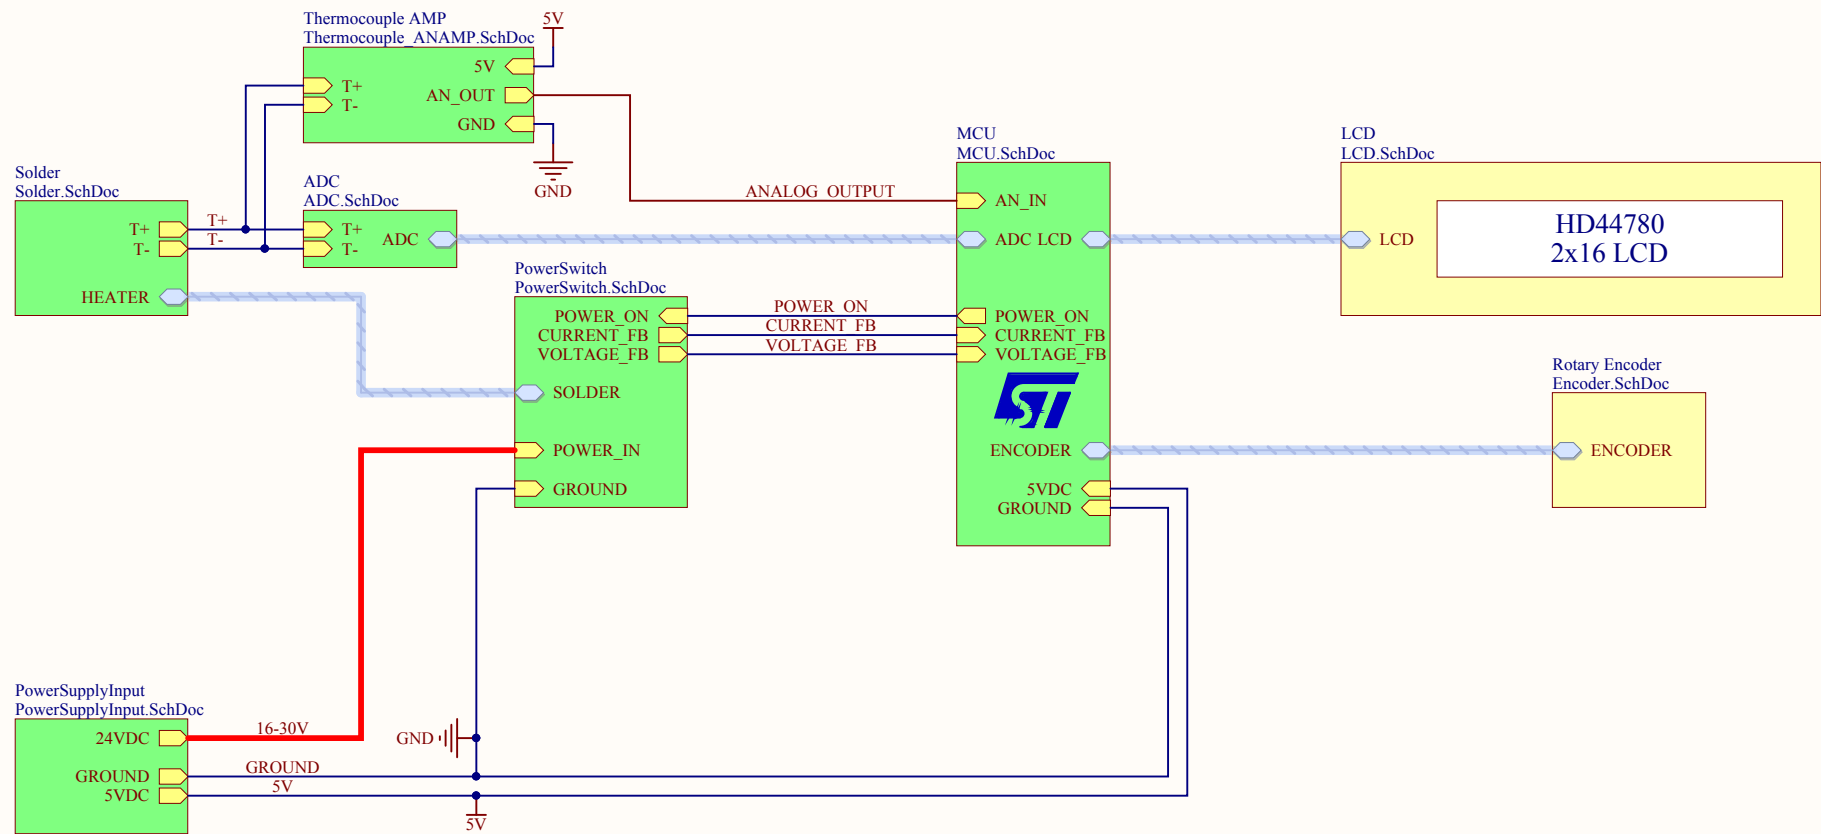 Thermocouple AMP
Thermocouple_ANAMP.SchDoc
5V
5V
T+
AN_OUT
T-
GND
GND
Solder
Solder.SchDoc
T+
T-
HEATER
T+
T-
ADC
ADC.SchDoc
T+
T-
ADC
ANALOG_OUTPUT
MCU
MCU.SchDoc
AN_IN
ADC LCD
POWER_ON
CURRENT_FB
VOLTAGE_FB
ST
ENCODER
5VDC
GROUND
LCD
LCD.SchDoc
LCD
HD44780
2x16 LCD
PowerSwitch
PowerSwitch.SchDoc
POWER_ON
CURRENT_FB
VOLTAGE_FB
SOLDER
POWER_IN
GROUND
POWER_ON
CURRENT_FB
VOLTAGE_FB
Rotary Encoder
Encoder.SchDoc
ENCODER
PowerSupplyInput
PowerSupplyInput.SchDoc
24VDC
GROUND
5VDC
16-30V
GROUND
5V
GND
5V